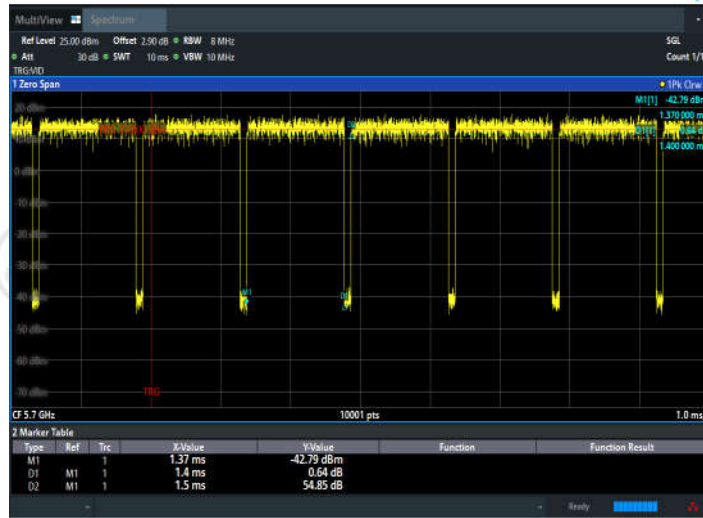 MultiView Spectrum
Ref Level 25.00 dBm Offset 2.90 dB RBW 8 MHz SGL
Att 30 dB SWT 10 ms VBW 10 MHz Count 1/1
TRG:VID
1 Zero Span 1Pk Clrw
M1[1] -42.79 dBm
20 dBm 1.370 000 m
D2
D1[1] 0.64 d
1.400 000 m
0 dBm
-10 dBm
-20 dBm
-30 dBm
-40 dBm M1 D1
-50 dBm
-60 dBm
-70 dBm TRG
CF 5.7 GHz 10001 pts 1.0 ms
2 Marker Table
Type Ref Trc X-Value Y-Value Function Function Result
M1 1 1.37 ms -42.79 dBm
D1 M1 1 1.4 ms 0.64 dB
D2 M1 1 1.5 ms 54.85 dB
Ready